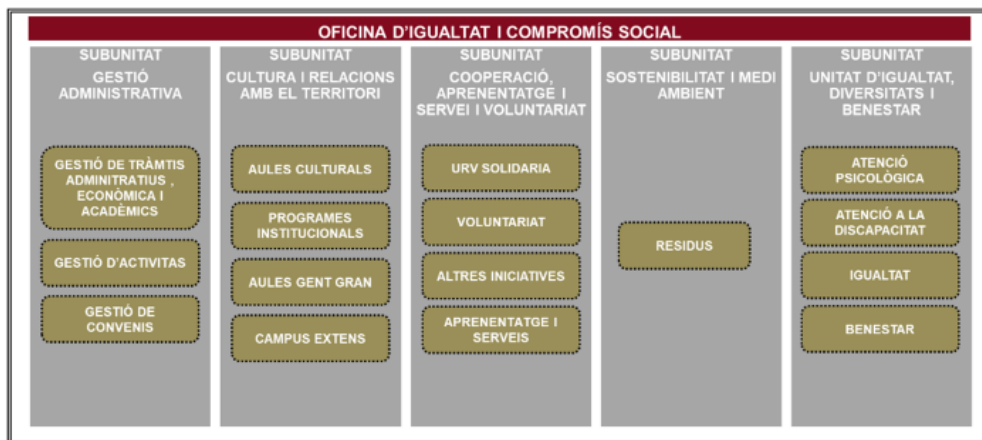 OFICINA D'IGUALTAT I COMPROMÍS SOCIAL
SUBUNITAT
GESTIÓ
ADMINISTRATIVA
GESTIÓ DE TRÀMTIS
ADMINITRATIUS ,
ECONÒMICA I
ACADÈMICS
GESTIÓ D'ACTIVITAS
GESTIÓ DE
CONVENIS
SUBUNITAT
CULTURA I RELACIONS
AMB EL TERRITORI
AULES CULTURALS
PROGRAMES
INSTITUCIONALS
AULES GENT GRAN
CAMPUS EXTENS
SUBUNITAT
COOPERACIÓ,
APRENENTATGE I
SERVEI I VOLUNTARIAT
URV SOLIDARIA
VOLUNTARIAT
ALTRES INICIATIVES
APRENENTATGE I
SERVEIS
SUBUNITAT
SOSTENIBILITAT I MEDI
AMBIENT
RESIDUS
SUBUNITAT
UNITAT D'IGUALTAT,
DIVERSITATS I
BENESTAR
ATENCIÓ
PSICOLÒGICA
ATENCIÓ A LA
DISCAPACITAT
IGUALTAT
BENESTAR